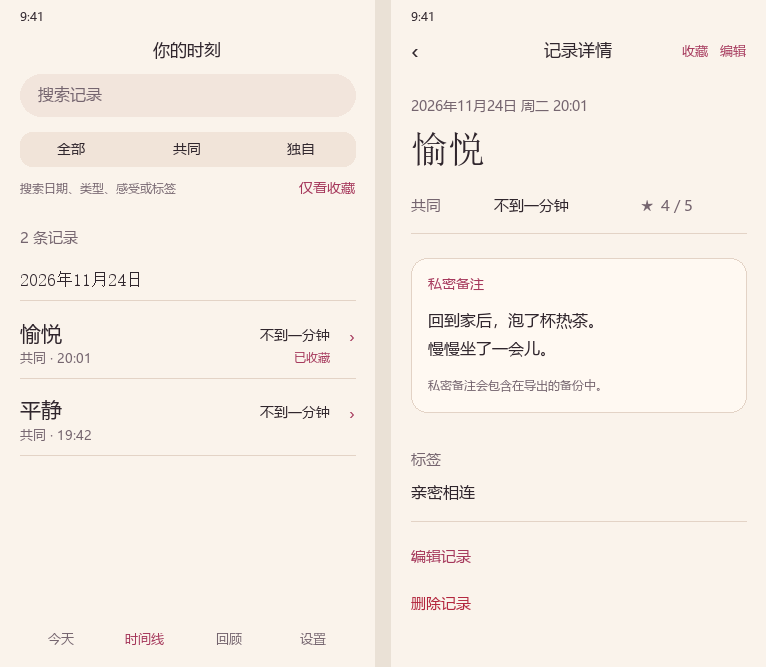 9:41
你的时刻
搜索记录
全部 共同 独自
搜索日期、类型、感受或标签 仅看收藏
2 条记录
2026年11月24日
愉悦 不到一分钟 ›
共同 · 20:01 已收藏
平静 不到一分钟 ›
共同 · 19:42
今天 时间线 回顾 设置
9:41
‹ 记录详情 收藏 编辑
2026年11月24日 周二 20:01
愉悦
共同 不到一分钟 ★ 4 / 5
私密备注
回到家后，泡了杯热茶。
慢慢坐了一会儿。
私密备注会包含在导出的备份中。
标签
亲密相连
编辑记录
删除记录